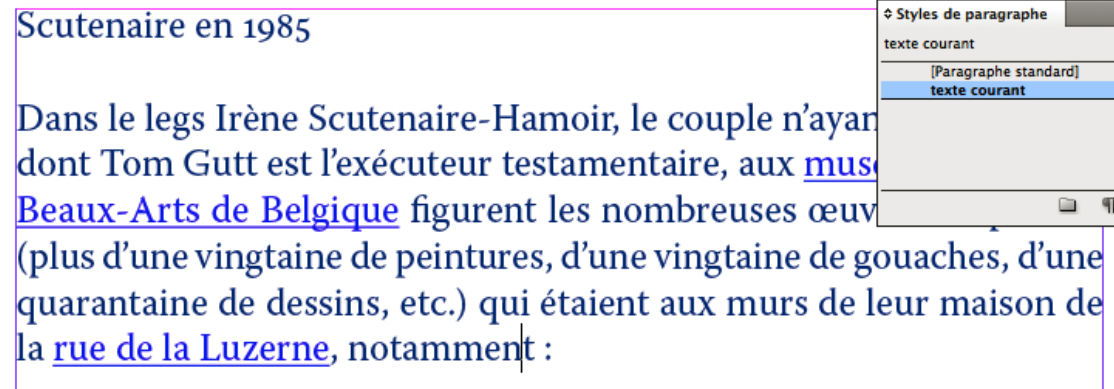 Scutenaire en 1985
Styles de paragraphe
texte courant
[Paragraphe standard]
texte courant
Dans le legs Irène Scutenaire-Hamoir, le couple n’ayan
dont Tom Gutt est l’exécuteur testamentaire, aux mus
Beaux-Arts de Belgique figurent les nombreuses œuv
(plus d’une vingtaine de peintures, d’une vingtaine de gouaches, d’une
quarantaine de dessins, etc.) qui étaient aux murs de leur maison de
la rue de la Luzerne, notamment :